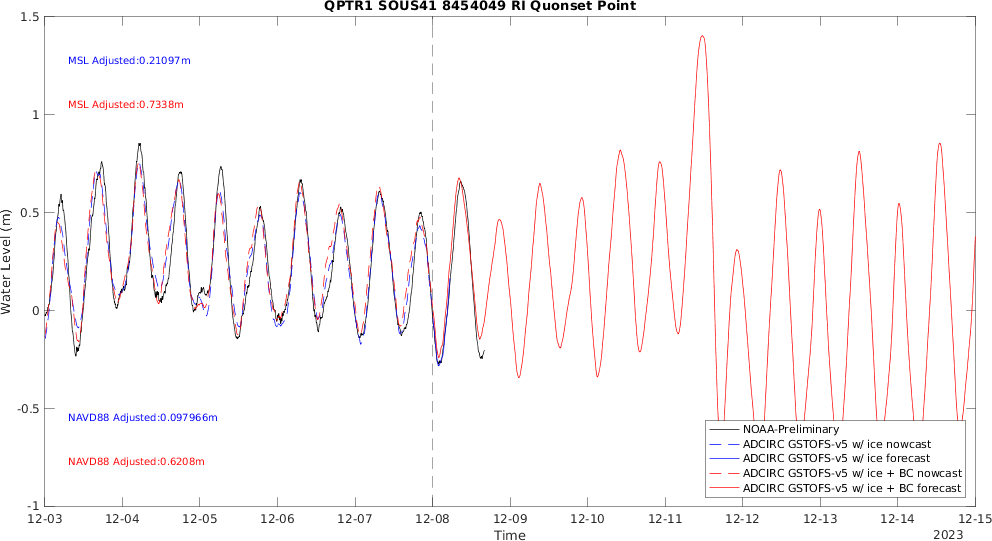 QPTR1 SOUS41 8454049 RI Quonset Point
1.5
1
0.5
0
-0.5
-1
Water Level (m)
MSL Adjusted:0.21097m
MSL Adjusted:0.7338m
NAVD88 Adjusted:0.097966m
NAVD88 Adjusted:0.6208m
NOAA-Preliminary
ADCIRC GSTOFS-v5 w/ ice nowcast
ADCIRC GSTOFS-v5 w/ ice forecast
ADCIRC GSTOFS-v5 w/ ice + BC nowcast
ADCIRC GSTOFS-v5 w/ ice + BC forecast
12-03 12-04 12-05 12-06 12-07 12-08 12-09 12-10 12-11 12-12 12-13 12-14 12-15
Time
2023